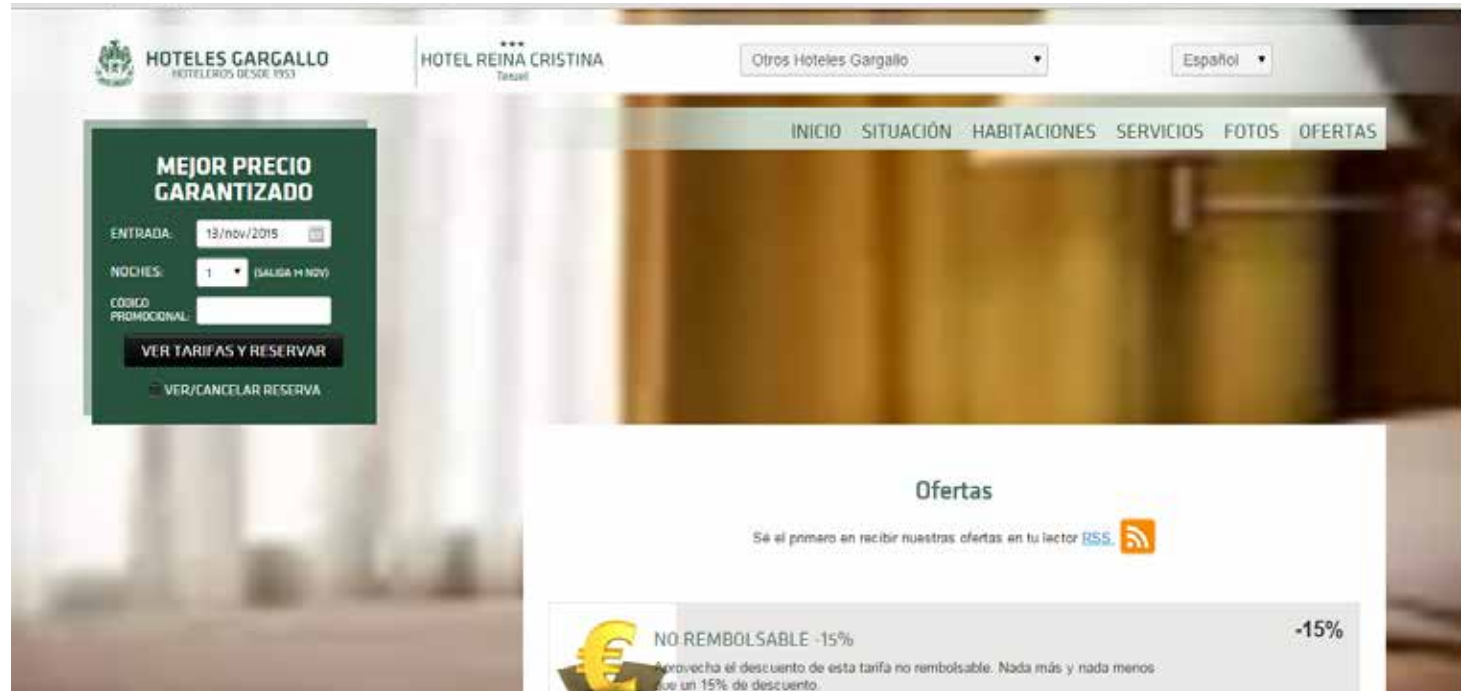 HOTELES GARGALLO
HOTELEROS DESDE 1953
HOTEL REINA CRISTINA
Teruel
Otros Hoteles Gargallo
Español
INICIO SITUACIÓN HABITACIONES SERVICIOS FOTOS OFERTAS
MEJOR PRECIO
GARANTIZADO
ENTRADA: 13/nov/2015
NOCHES: 1 (SALIDA 14 NOV)
CÓDIGO
PROMOCIONAL:
VER TARIFAS Y RESERVAR
VER/CANCELAR RESERVA
Ofertas
Sé el primero en recibir nuestras ofertas en tu lector RSS.
NO REMBOLSABLE -15%
-15%
Aprovecha el descuento de esta tarifa no rembolsable. Nada más y nada menos
que un 15% de descuento.